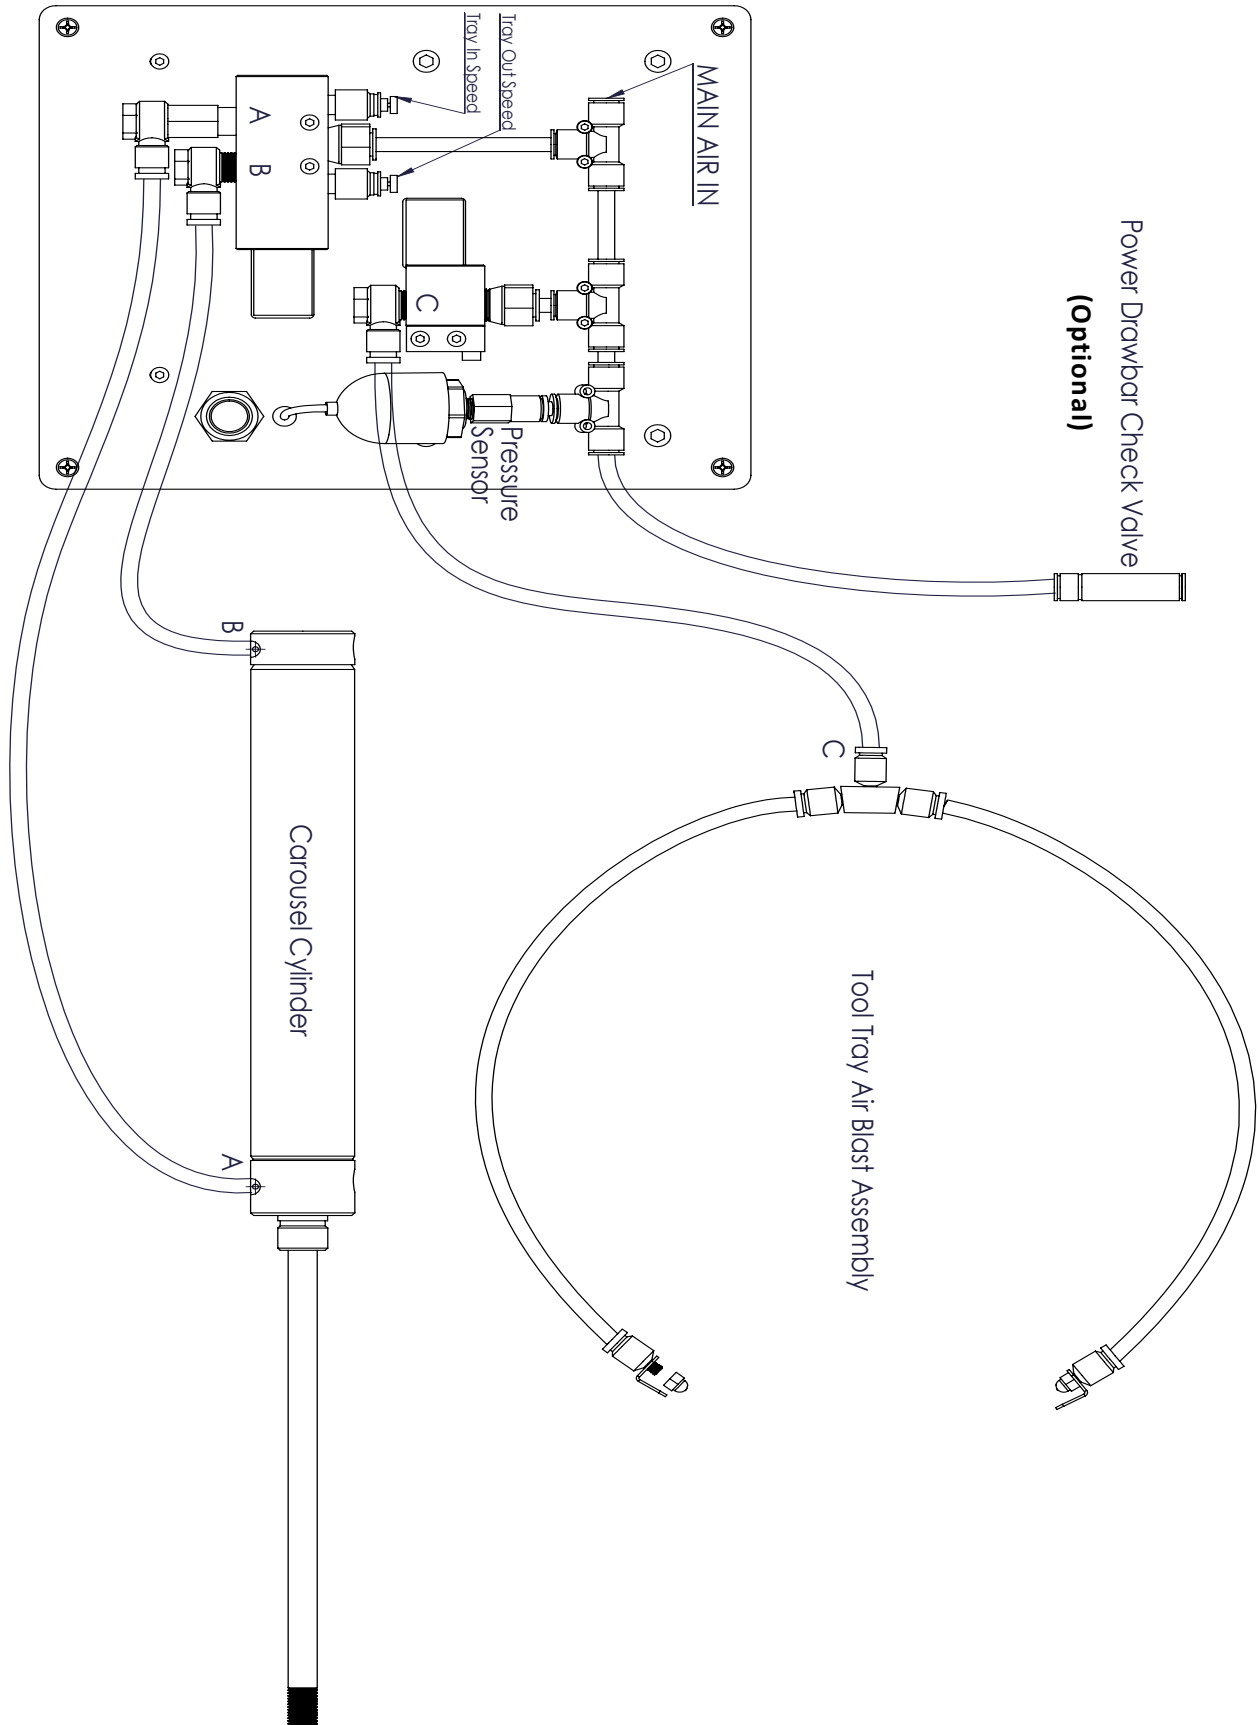 Power Drawbar Check Valve
(Optional)
MAIN AIR IN
Tray Out Speed
Tray In Speed
A
B
C
Pressure
Sensor
C
Tool Tray Air Blast Assembly
B
Carousel Cylinder
A